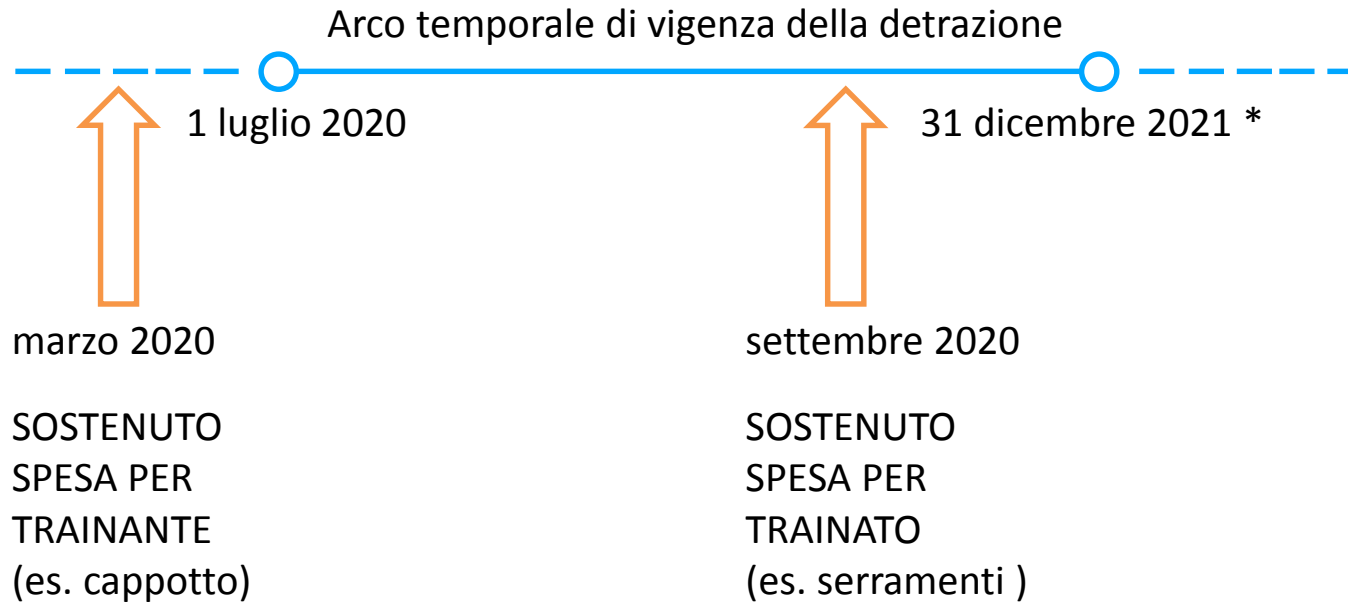 Arco temporale di vigenza della detrazione
1 luglio 2020
31 dicembre 2021 *
marzo 2020
SOSTENUTO
SPESA PER
TRAINANTE
(es. cappotto)
settembre 2020
SOSTENUTO
SPESA PER
TRAINATO
(es. serramenti )